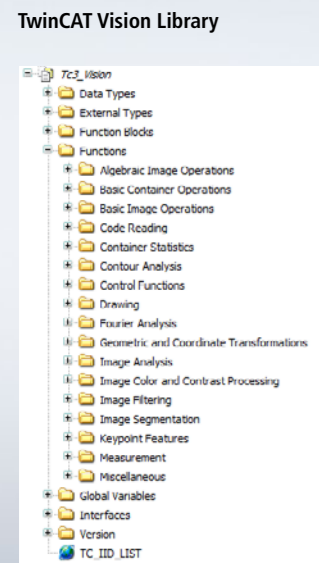 TwinCAT Vision Library
Tc3_Vision
Data Types
External Types
Function Blocks
Functions
Algebraic Image Operations
Basic Container Operations
Basic Image Operations
Code Reading
Container Statistics
Contour Analysis
Control Functions
Drawing
Fourier Analysis
Geometric and Coordinate Transformations
Image Analysis
Image Color and Contrast Processing
Image Filtering
Image Segmentation
Keypoint Features
Measurement
Miscellaneous
Global Variables
Interfaces
Version
TC_IID_LIST